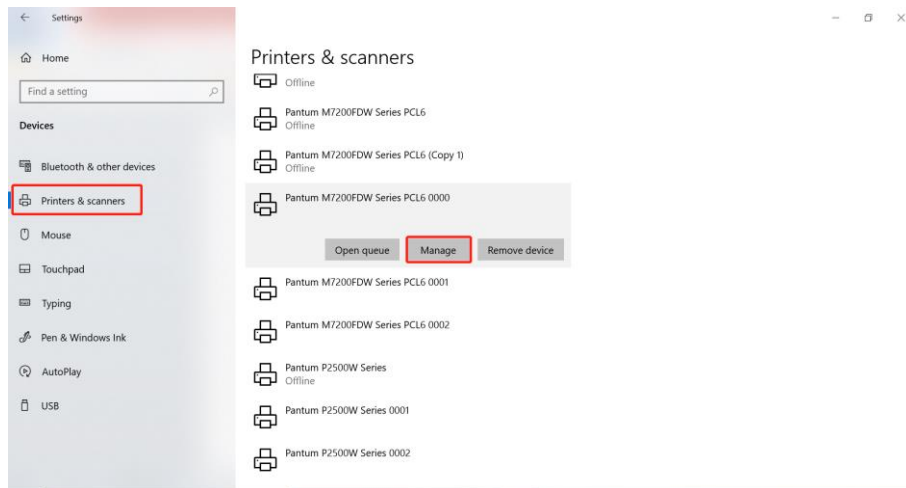 Settings
Home
Find a setting
Devices
Bluetooth & other devices
Printers & scanners
Mouse
Touchpad
Typing
Pen & Windows Ink
AutoPlay
USB
Printers & scanners
Offline
Pantum M7200FDW Series PCL6
Offline
Pantum M7200FDW Series PCL6 (Copy 1)
Offline
Pantum M7200FDW Series PCL6 0000
Open queue Manage Remove device
Pantum M7200FDW Series PCL6 0001
Pantum M7200FDW Series PCL6 0002
Pantum P2500W Series
Offline
Pantum P2500W Series 0001
Pantum P2500W Series 0002